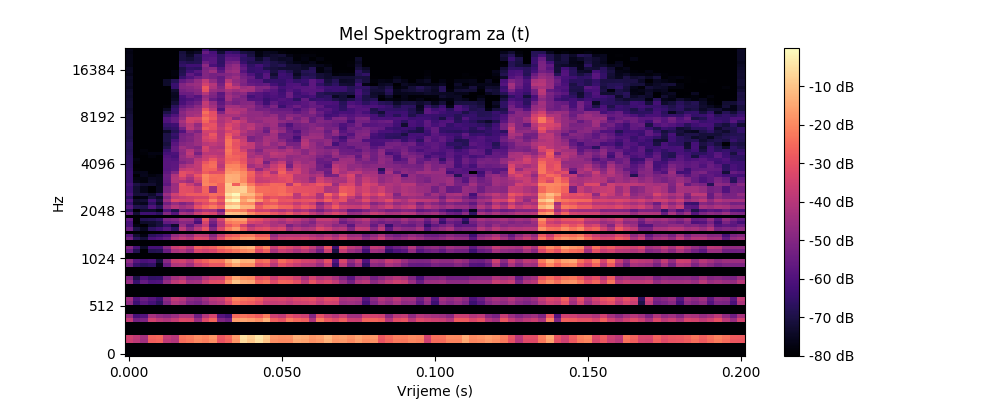 Mel Spektrogram za (t)
Hz
16384
8192
4096
2048
1024
512
0
0.000 0.050 0.100 0.150 0.200
Vrijeme (s)
-10 dB
-20 dB
-30 dB
-40 dB
-50 dB
-60 dB
-70 dB
-80 dB